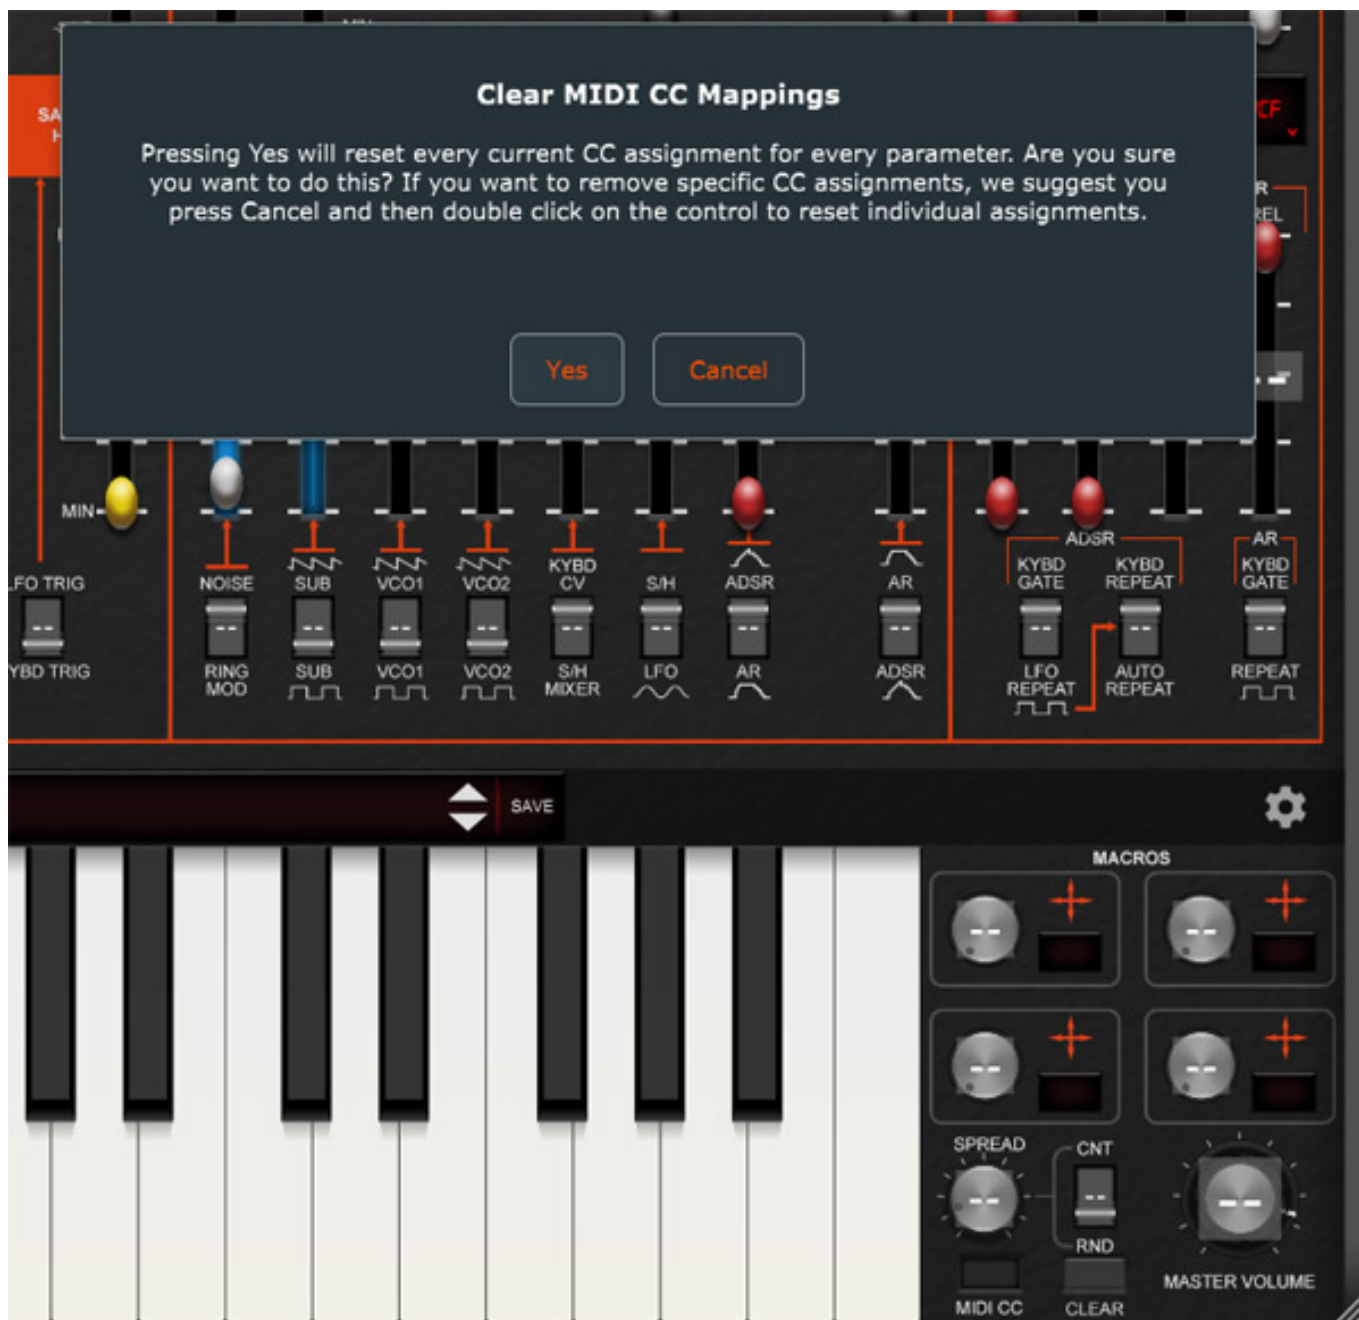 Clear MIDI CC Mappings
Pressing Yes will reset every current CC assignment for every parameter. Are you sure
you want to do this? If you want to remove specific CC assignments, we suggest you
press Cancel and then double click on the control to reset individual assignments.
Yes
Cancel
MIN
ADSR
AR
LFO TRIG
NOISE
SUB
VCO1
VCO2
KYBD
CV
S/H
ADSR
AR
KYBD
GATE
KYBD
REPEAT
KYBD
GATE
-- -- -- -- -- -- -- -- -- -- --
YBD TRIG
RING
MOD
SUB
VCO1
VCO2
S/H
MIXER
LFO
AR
ADSR
LFO
REPEAT
AUTO
REPEAT
REPEAT
SAVE
MACROS
-- --
-- --
SPREAD
CNT
-- -- --
RND
MIDI CC
CLEAR
MASTER VOLUME